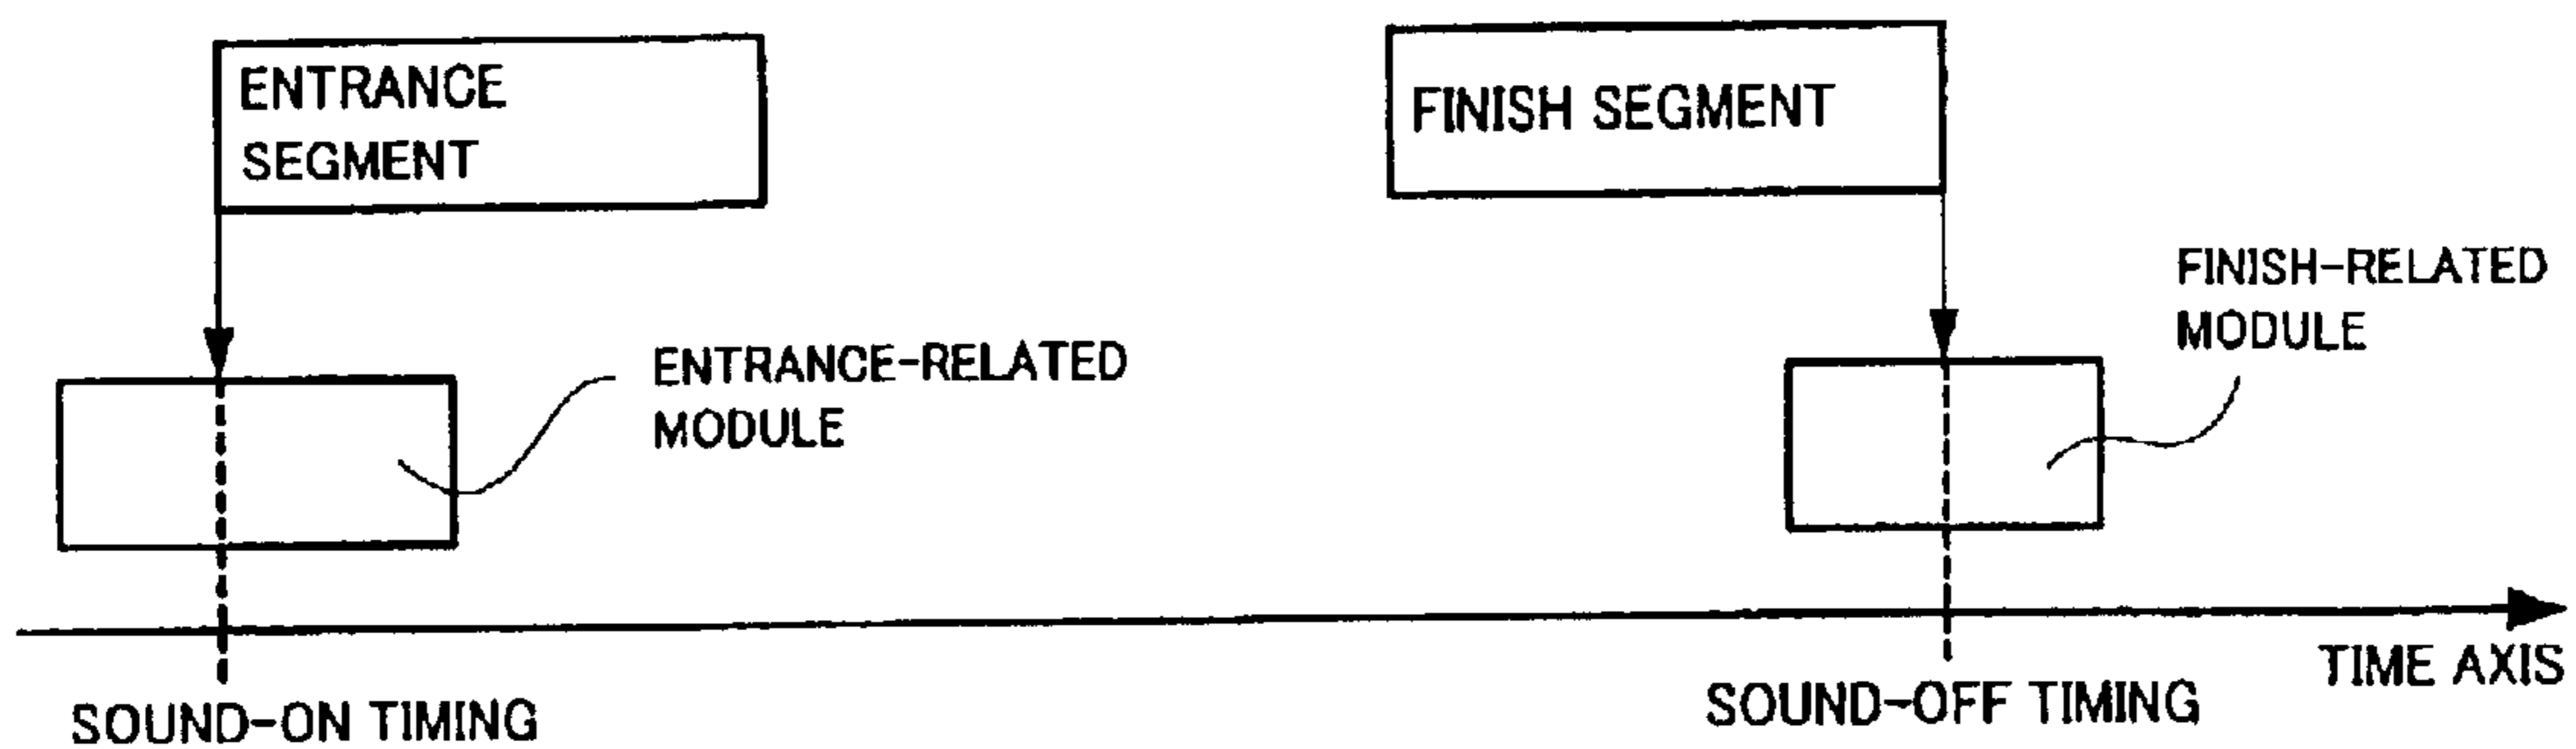 ENTRANCE
SEGMENT
FINISH SEGMENT
ENTRANCE-RELATED
MODULE
FINISH-RELATED
MODULE
TIME AXIS
SOUND-ON TIMING
SOUND-OFF TIMING